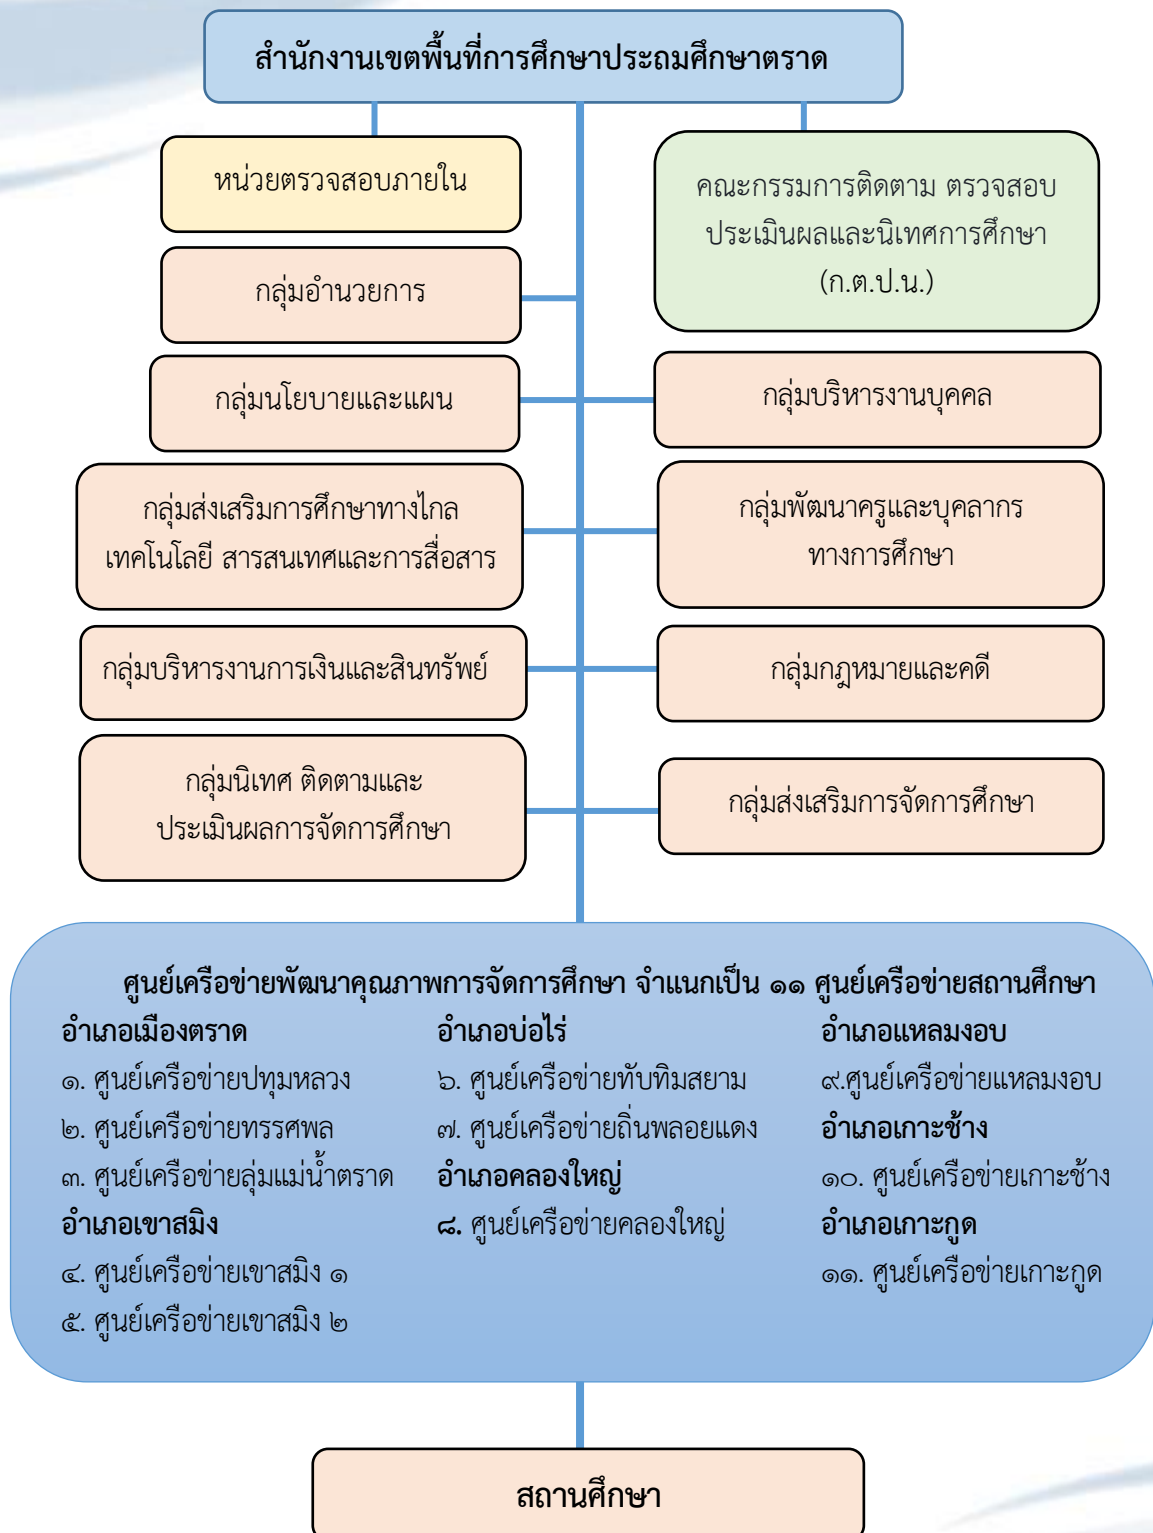 สำนักงานเขตพื้นที่การศึกษาประถมศึกษาตราด
หน่วยตรวจสอบภายใน
คณะกรรมการติดตาม ตรวจสอบ
ประเมินผลและนิเทศการศึกษา
(ก.ต.ป.น.)
กลุ่มอำนวยการ
กลุ่มนโยบายและแผน
กลุ่มบริหารงานบุคคล
กลุ่มส่งเสริมการศึกษาทางไกล
เทคโนโลยี สารสนเทศและการสื่อสาร
กลุ่มพัฒนาครูและบุคลากร
ทางการศึกษา
กลุ่มบริหารงานการเงินและสินทรัพย์
กลุ่มกฎหมายและคดี
กลุ่มนิเทศ ติดตามและ
ประเมินผลการจัดการศึกษา
กลุ่มส่งเสริมการจัดการศึกษา
ศูนย์เครือข่ายพัฒนาคุณภาพการจัดการศึกษา จำแนกเป็น ๑๑ ศูนย์เครือข่ายสถานศึกษา
อำเภอเมืองตราด
๑. ศูนย์เครือข่ายปทุมหลวง
๒. ศูนย์เครือข่ายทรรศพล
๓. ศูนย์เครือข่ายลุ่มแม่น้ำตราด
อำเภอเขาสมิง
๔. ศูนย์เครือข่ายเขาสมิง ๑
๕. ศูนย์เครือข่ายเขาสมิง ๒
อำเภอบ่อไร่
๖. ศูนย์เครือข่ายทับทิมสยาม
๗. ศูนย์เครือข่ายถิ่นพลอยแดง
อำเภอคลองใหญ่
๘. ศูนย์เครือข่ายคลองใหญ่
อำเภอแหลมงอบ
๙.ศูนย์เครือข่ายแหลมงอบ
อำเภอเกาะช้าง
๑๐. ศูนย์เครือข่ายเกาะช้าง
อำเภอเกาะกูด
๑๑. ศูนย์เครือข่ายเกาะกูด
สถานศึกษา